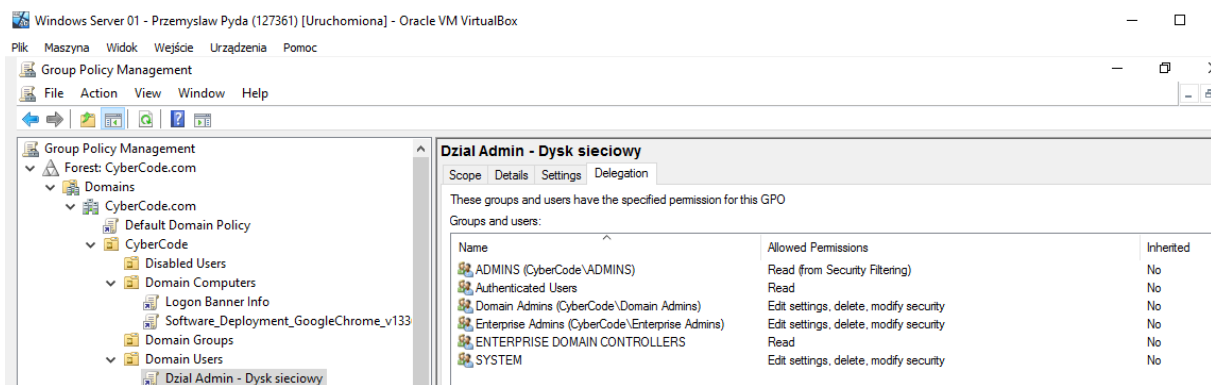 Windows Server 01 - Przemyslaw Pyda (127361) [Uruchomiona] - Oracle VM VirtualBox
Plik Maszyna Widok Wejście Urządzenia Pomoc
Group Policy Management
File Action View Window Help
Group Policy Management
Forest: CyberCode.com
Domains
CyberCode.com
Default Domain Policy
CyberCode
Disabled Users
Domain Computers
Logon Banner Info
Software_Deployment_GoogleChrome_v133
Domain Groups
Domain Users
Dzial Admin - Dysk sieciowy
Dzial Admin - Dysk sieciowy
Scope Details Settings Delegation
These groups and users have the specified permission for this GPO
Groups and users:
Name Allowed Permissions Inherited
ADMINS (CyberCode\ADMINS) Read (from Security Filtering) No
Authenticated Users Read No
Domain Admins (CyberCode\Domain Admins) Edit settings, delete, modify security No
Enterprise Admins (CyberCode\Enterprise Admins) Edit settings, delete, modify security No
ENTERPRISE DOMAIN CONTROLLERS Read No
SYSTEM Edit settings, delete, modify security No